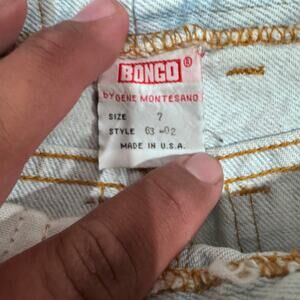 BONGO ®
by GENE MONTESANO
SIZE 7
STYLE 63-02
MADE IN U.S.A.